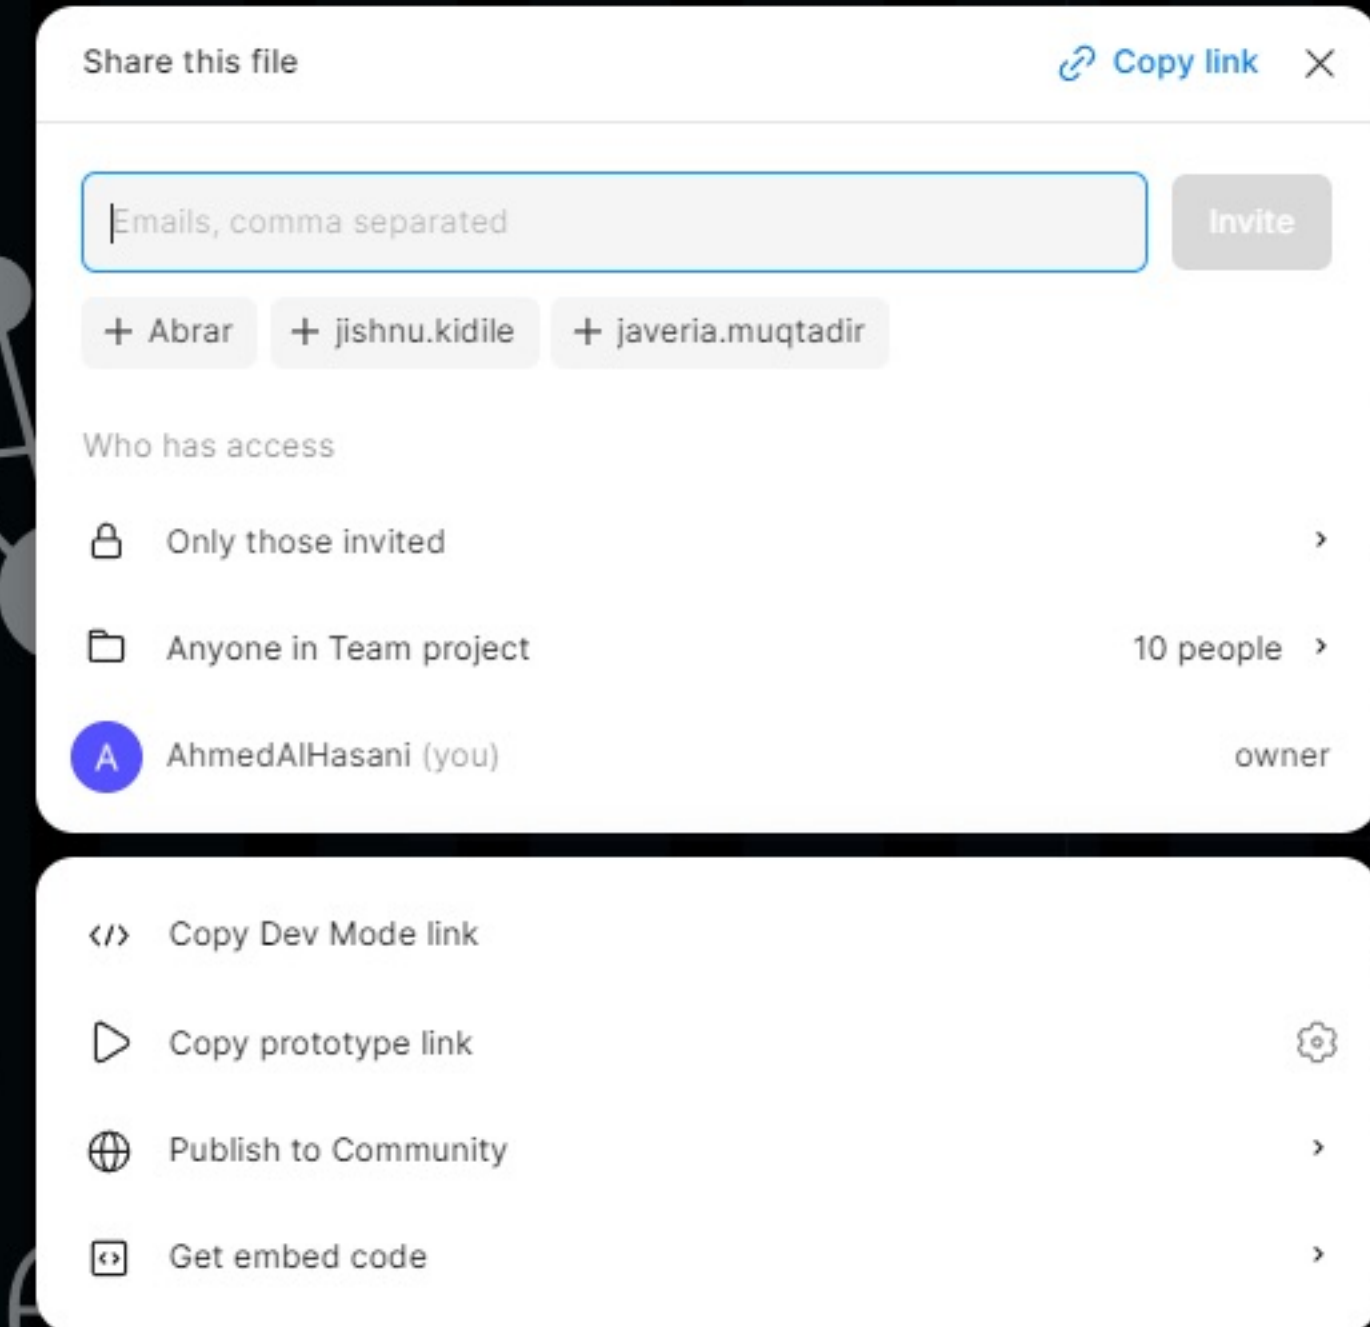 Share this file
Copy link
Emails, comma separated
Invite
+ Abrar
+ jishnu.kidile
+ javeria.muqtadir
Who has access
Only those invited
Anyone in Team project
10 people
A
AhmedAlHasani (you)
owner
Copy Dev Mode link
Copy prototype link
Publish to Community
Get embed code